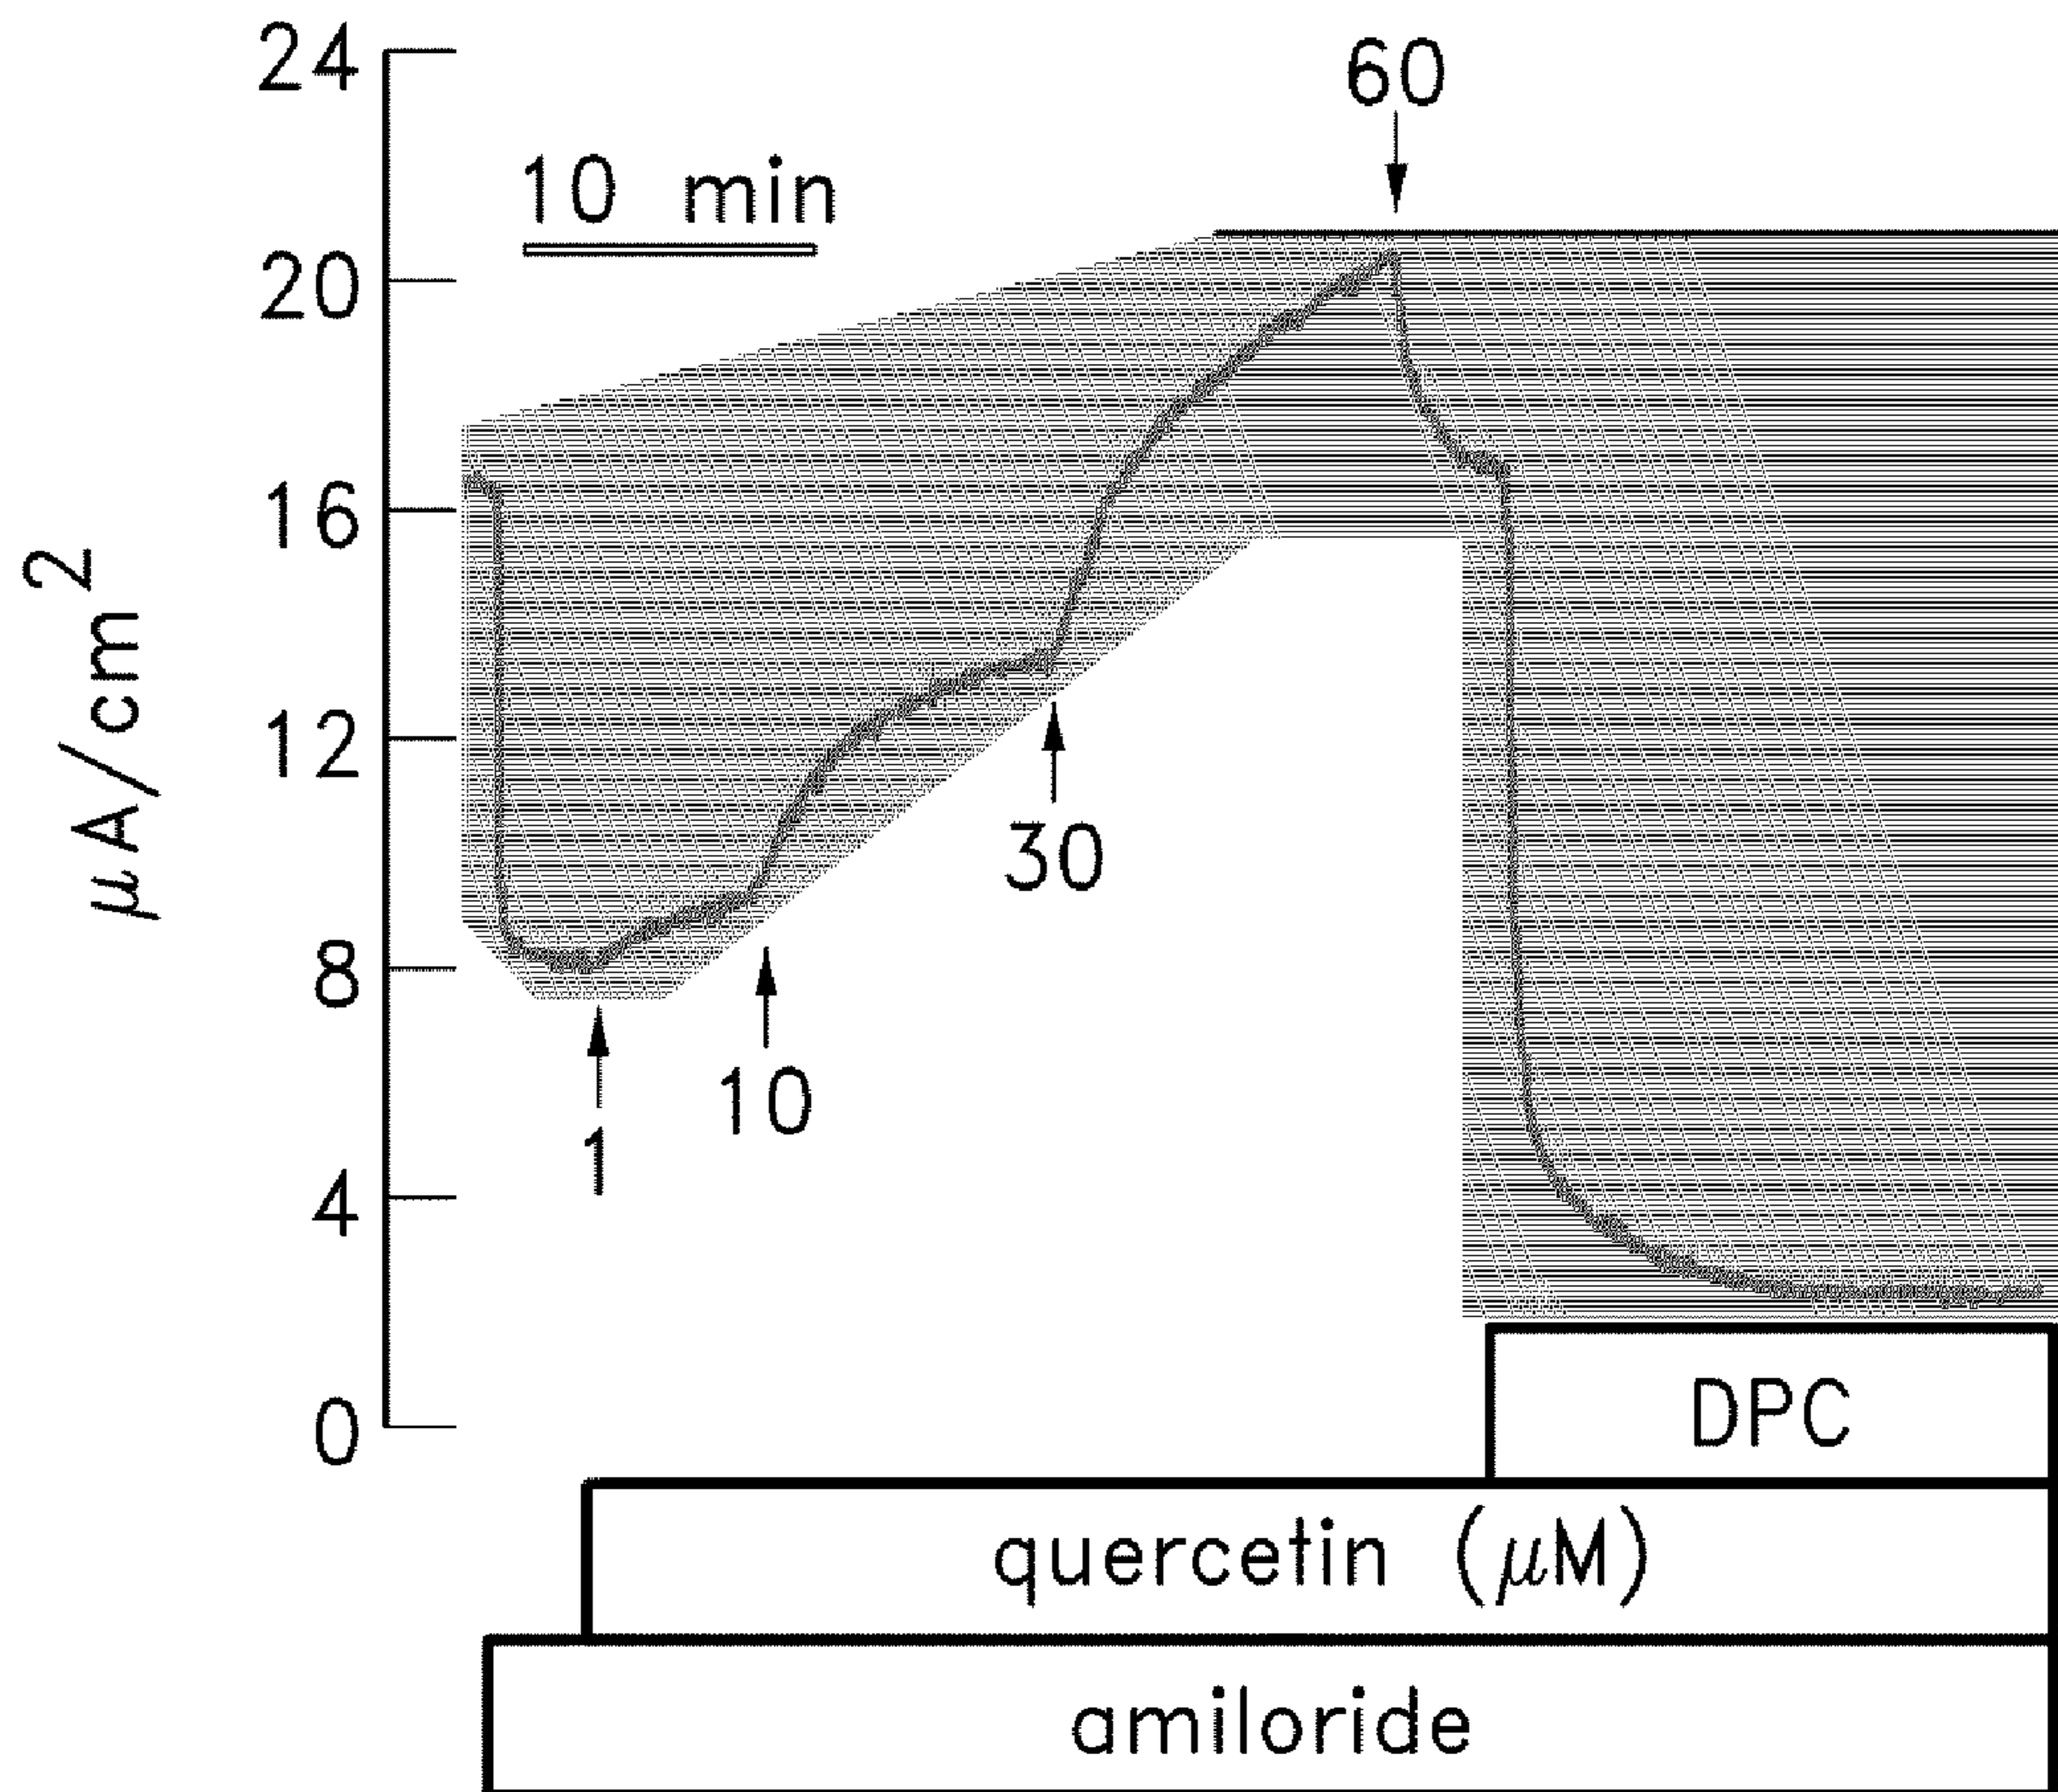 24
60
10 min
20
16
μA/cm²
12
30
8
10
1
4
0
DPC
quercetin (μM)
amiloride